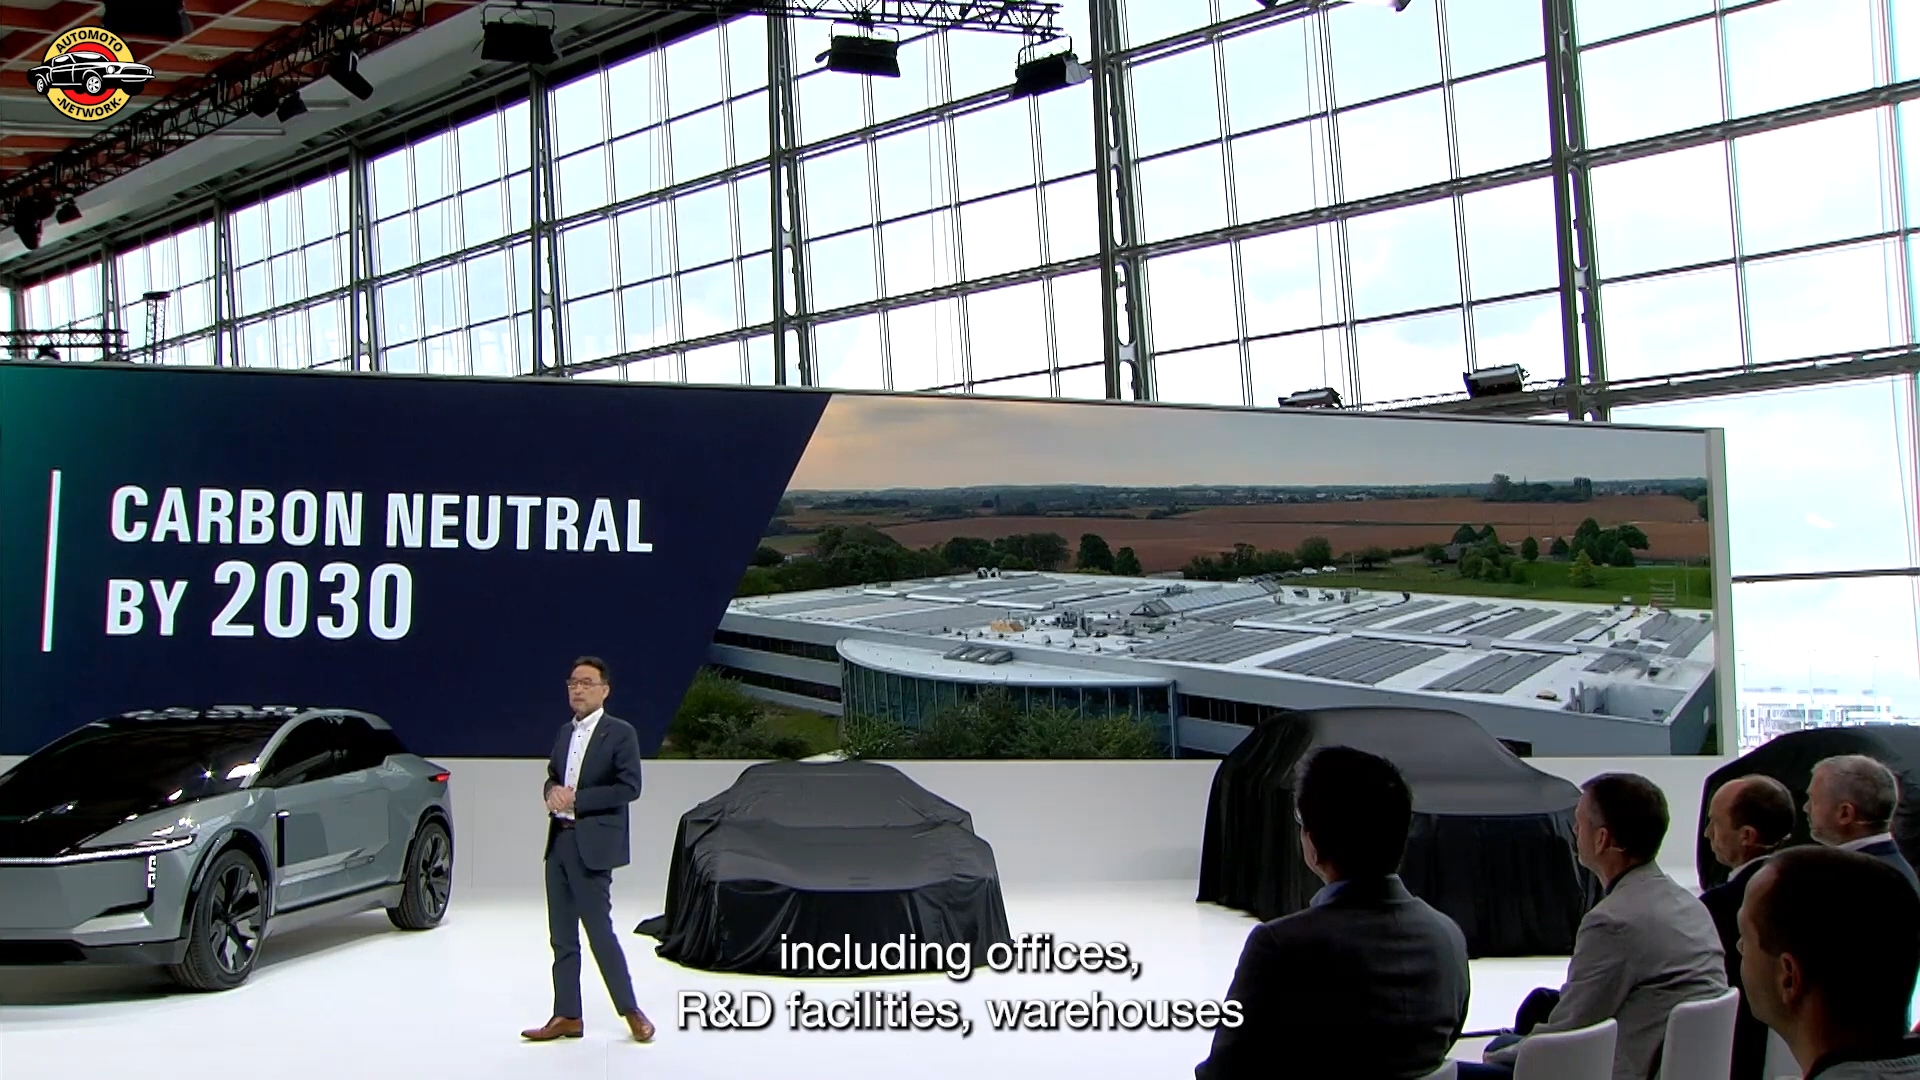 AUTOMOTO
NETWORK
CARBON NEUTRAL
BY 2030
including offices,
R&D facilities, warehouses